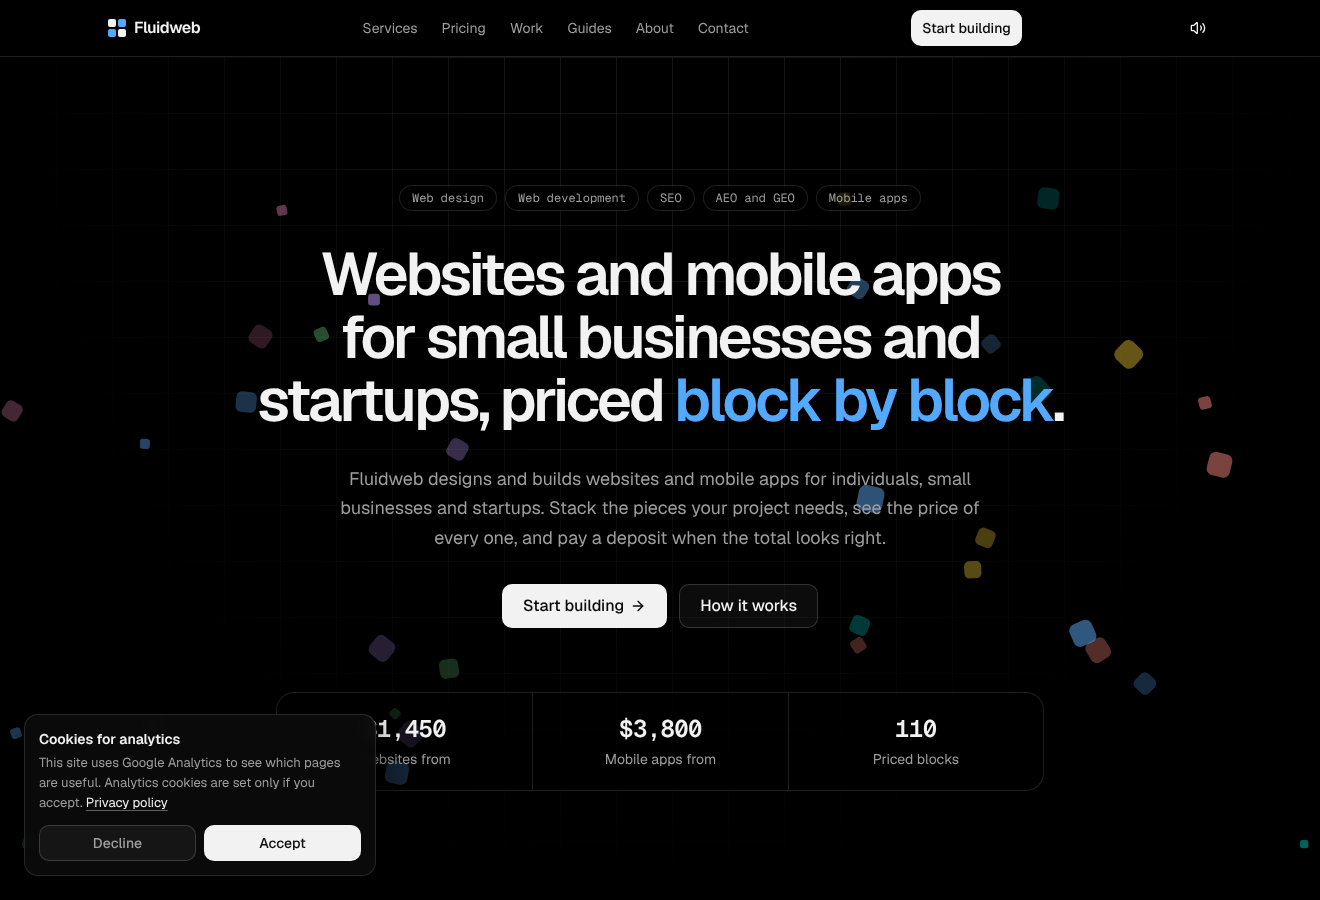 Fluidweb
Services
Pricing
Work
Guides
About
Contact
Start building
Web design
Web development
SEO
AEO and GEO
Mobile apps
Websites and mobile apps
for small businesses and
startups, priced block by block.
Fluidweb designs and builds websites and mobile apps for individuals, small
businesses and startups. Stack the pieces your project needs, see the price of
every one, and pay a deposit when the total looks right.
Start building →
How it works
1,450
from
$3,800
Mobile apps from
110
Priced blocks
Cookies for analytics
This site uses Google Analytics to see which pages
are useful. Analytics cookies are set only if you
accept. Privacy policy
Decline
Accept